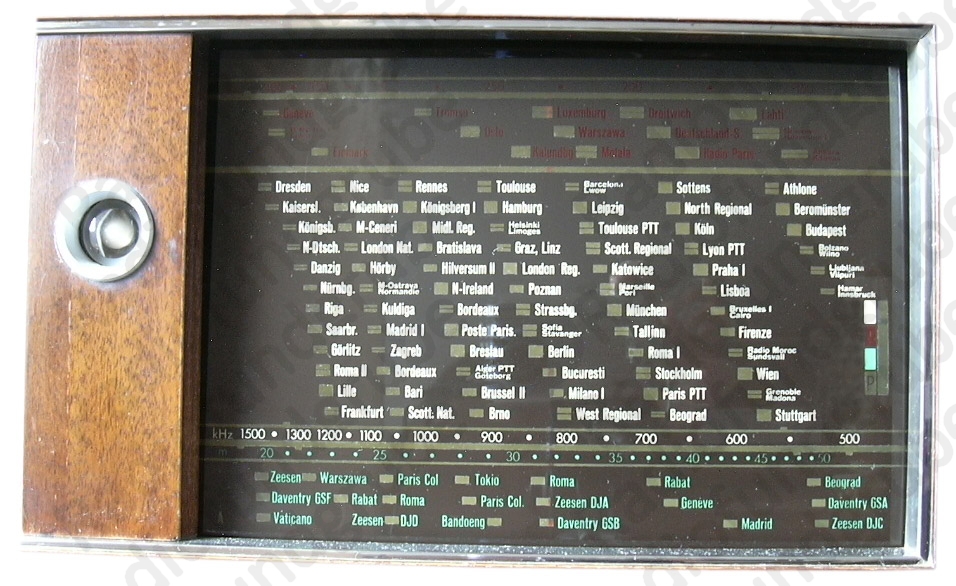 Genève Tromsø Luxemburg Droitwich Lahti
Oslo Warszawa Deutschland-S
Kalundbg Motala Radio Paris
Dresden Nice Rennes Toulouse Barcelona Lwow Sottens Athlone
Kaisersl. København Königsberg I Hamburg Leipzig North Regional Beromünster
Königsb. M-Ceneri Midl. Reg. Helsinki Limoges Toulouse PTT Köln Budapest
N-Dtsch. London Nat. Bratislava Graz, Linz Scott. Regional Lyon PTT Bolzano Wilno
Danzig Hörby Hilversum II London Reg. Katowice Praha I Ljubljana Viipuri
Nürnbg. M-Ostrava Normandie N-Ireland Poznan Marseille Pori Lisboa Hamar Innsbruck
Riga Kuldiga Bordeaux Strassbg. München Bruxelles I Cairo
Saarbr. Madrid I Poste Paris. Sofia Stavanger Tallinn Firenze
Görlitz Zagreb Breslau Berlin Roma I Radio Maroc Sundsvall
Roma II Bordeaux Alger PTT Göteborg Bucuresti Stockholm Wien
P
Lille Bari Brussel II Milano I Paris PTT Grenoble Madona
Frankfurt Scott. Nat. Brno West Regional Beograd Stuttgart
kHz 1500 • 1300 1200 • 1100 • 1000 • 900 • 800 • 700 • 600 • 500
m 20 25 30 35 40 45 50
Zeesen Warszawa Paris Col Tokio Roma Rabat Beograd
Daventry GSF Rabat Roma Paris Col. Zeesen DJA Genève Daventry GSA
Vaticano Zeesen DJD Bandoeng Daventry GSB Madrid Zeesen DJC